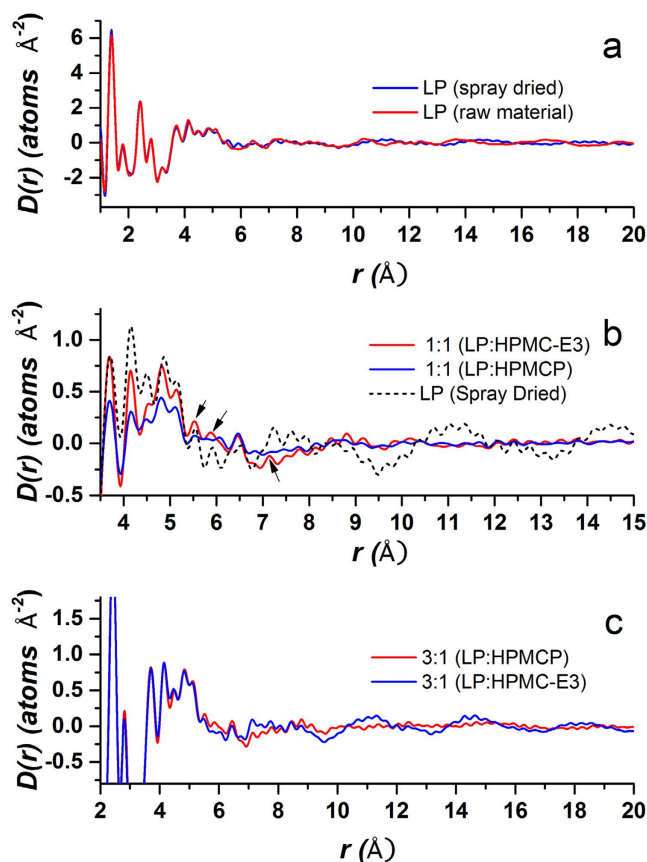 a
6
4
2
0
-2
D(r) (atoms Å-2)
LP (spray dried)
LP (raw material)
2 4 6 8 10 12 14 16 18 20
r (Å)
b
1.0
0.5
0.0
-0.5
D(r) (atoms Å-2)
1:1 (LP:HPMC-E3)
1:1 (LP:HPMCP)
LP (Spray Dried)
4 5 6 7 8 9 10 11 12 13 14 15
r (Å)
c
1.5
1.0
0.5
0.0
-0.5
D(r) (atoms Å-2)
3:1 (LP:HPMCP)
3:1 (LP:HPMC-E3)
2 4 6 8 10 12 14 16 18 20
r (Å)